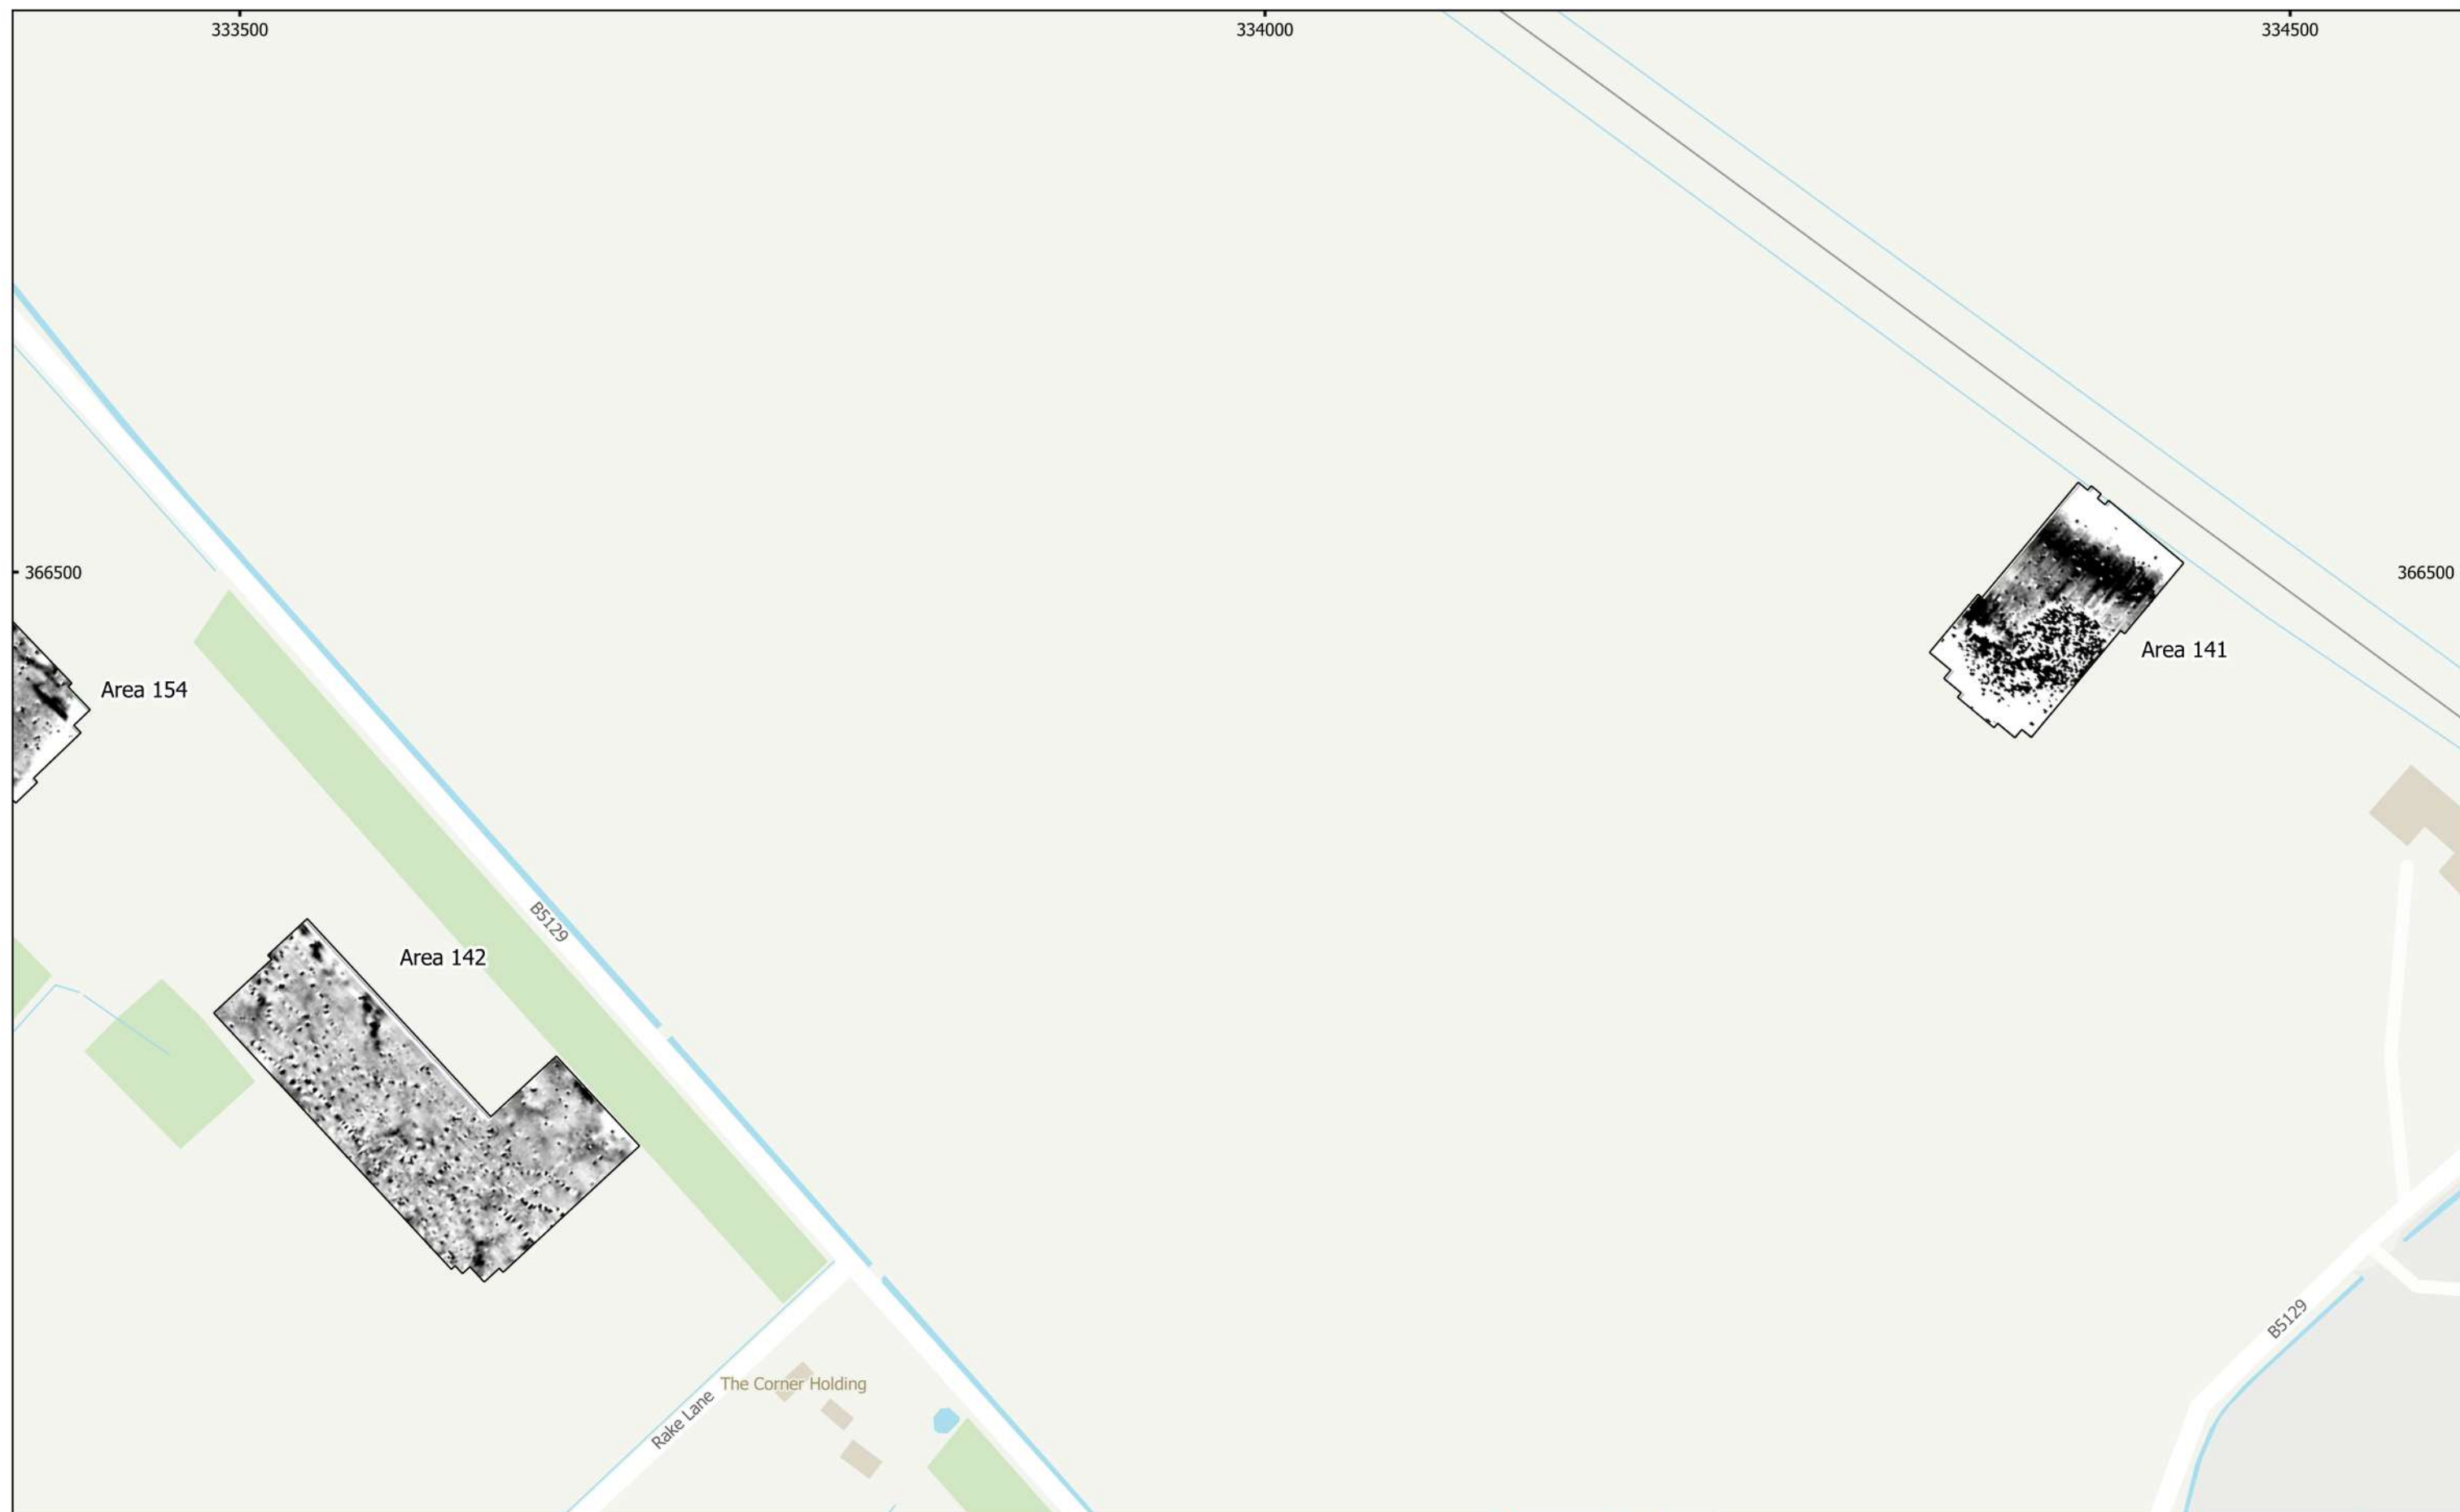 333500
334000
334500
366500
366500
Area 141
Area 154
B5129
Area 142
B5129
The Corner Holding
Rake Lane